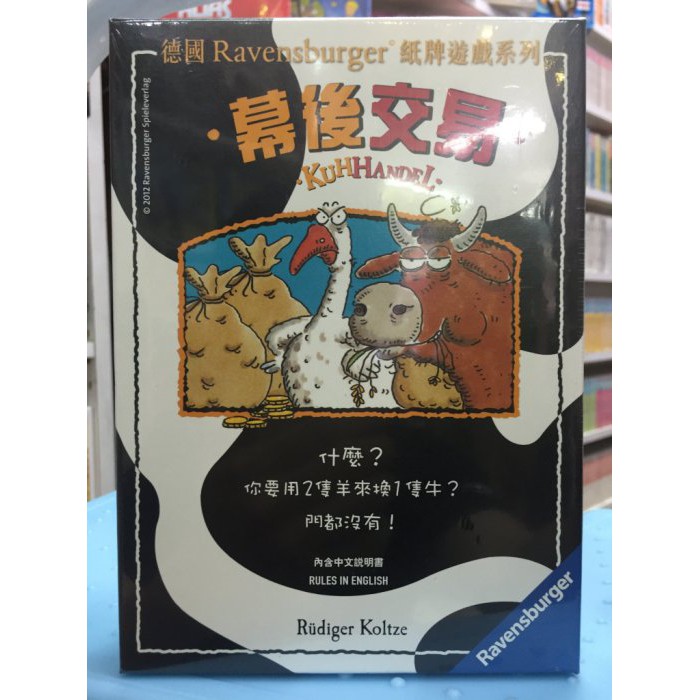 德國 Ravensburger® 纸牌遊戲系列
幕後交易
KUHHANDEL
© 2012 Ravensburger Spieleverlag
什麼？
你要用2隻羊來換1隻牛？
門都沒有！
內含中文說明書
RULES IN ENGLISH
Rüdiger Koltze
Ravensburger